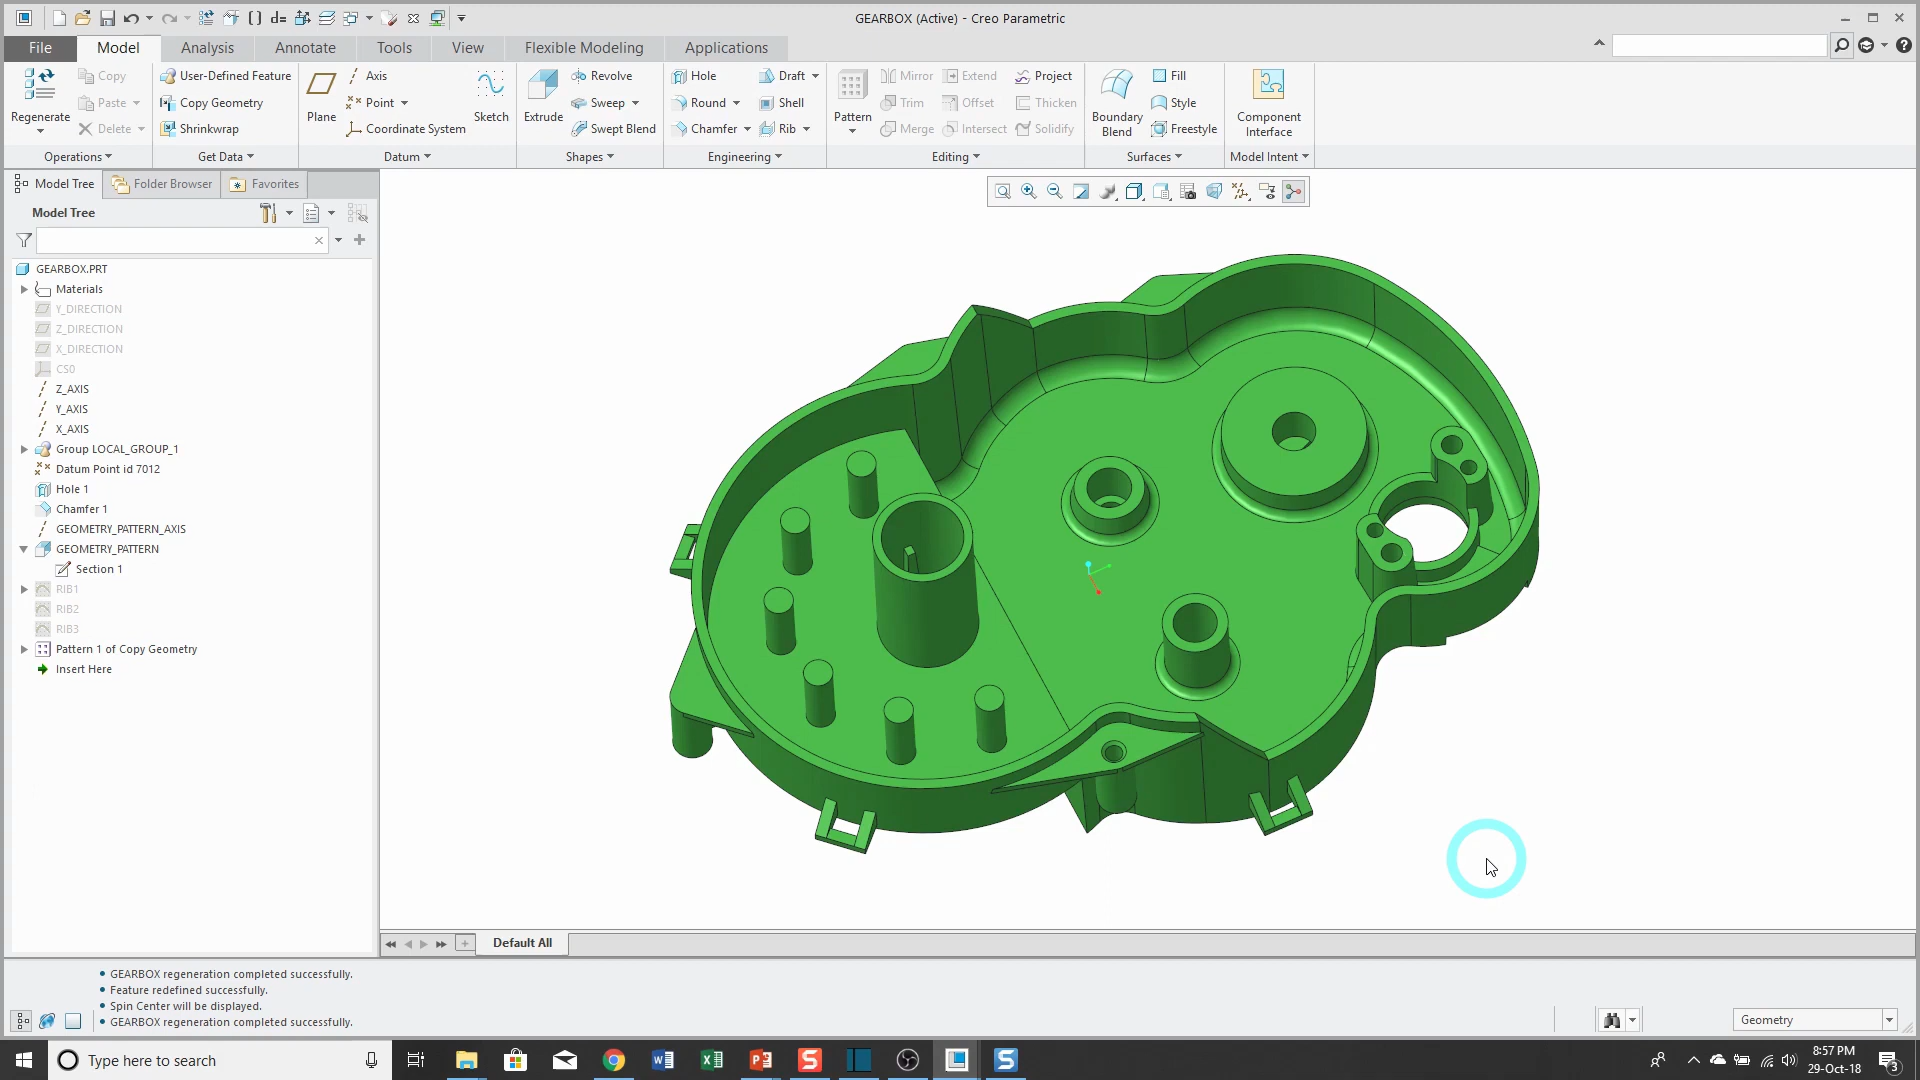 GEARBOX (Active) - Creo Parametric
File Model Analysis Annotate Tools View Flexible Modeling Applications
Regenerate
Copy
Paste
Delete
Operations
User-Defined Feature
Copy Geometry
Shrinkwrap
Get Data
Plane
Axis
Point
Coordinate System
Sketch
Datum
Extrude
Revolve
Sweep
Swept Blend
Shapes
Hole
Round
Chamfer
Draft
Shell
Rib
Engineering
Pattern
Mirror
Trim
Merge
Extend
Offset
Intersect
Project
Thicken
Solidify
Editing
Boundary
Blend
Fill
Style
Freestyle
Surfaces
Component
Interface
Model Intent
Model Tree Folder Browser Favorites
Model Tree
GEARBOX.PRT
Materials
Y_DIRECTION
Z_DIRECTION
X_DIRECTION
CS0
Z_AXIS
Y_AXIS
X_AXIS
Group LOCAL_GROUP_1
Datum Point id 7012
Hole 1
Chamfer 1
GEOMETRY_PATTERN_AXIS
GEOMETRY_PATTERN
Section 1
RIB1
RIB2
RIB3
Pattern 1 of Copy Geometry
Insert Here
Default All
GEARBOX regeneration completed successfully.
Feature redefined successfully.
Spin Center will be displayed.
GEARBOX regeneration completed successfully.
Geometry
Type here to search
8:57 PM
29-Oct-18
3